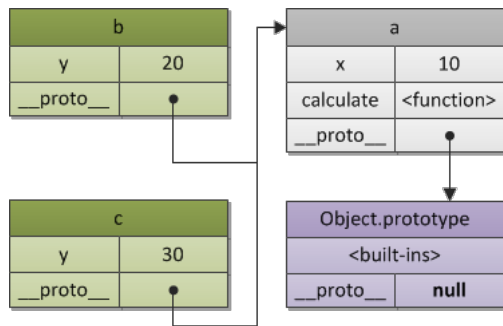 b
y 20
__proto__
a
x 10
calculate <function>
__proto__
c
y 30
__proto__
Object.prototype
<built-ins>
__proto__ null